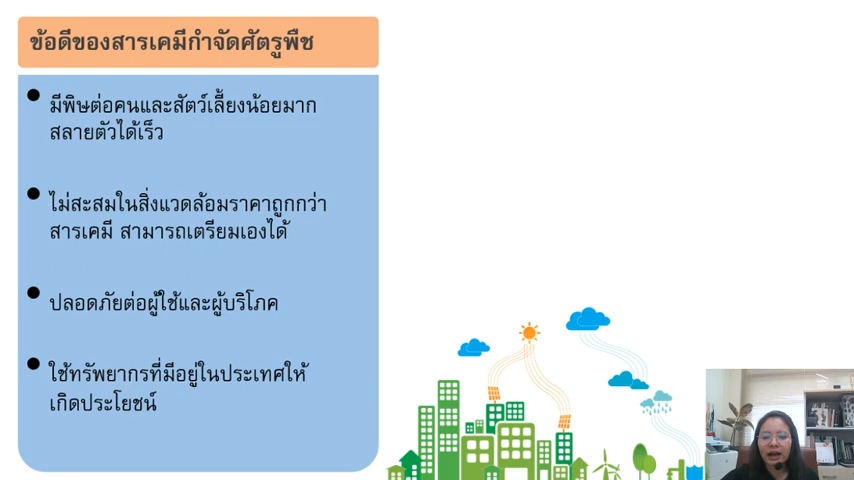 ข้อดีของสารเคมีกำจัดศัตรูพืช
มีพิษต่อคนและสัตว์เลี้ยงน้อยมาก
สลายตัวได้เร็ว
ไม่สะสมในสิ่งแวดล้อมราคาถูกกว่า
สารเคมี สามารถเตรียมเองได้
ปลอดภัยต่อผู้ใช้และผู้บริโภค
ใช้ทรัพยากรที่มีอยู่ในประเทศให้
เกิดประโยชน์